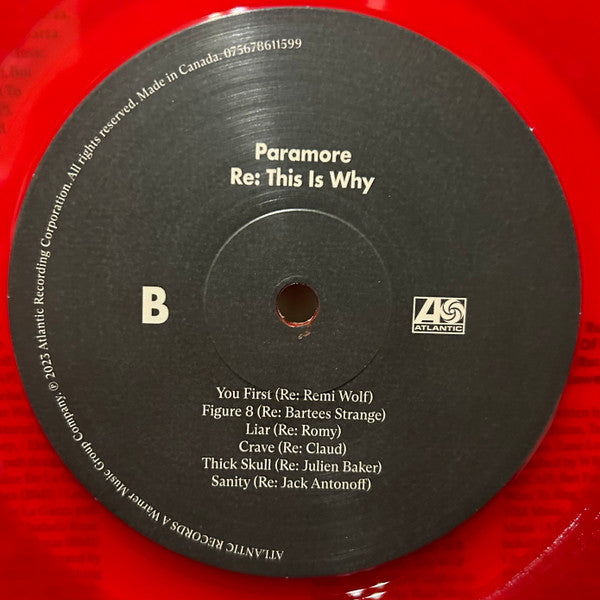 Paramore
Re: This Is Why
B
ATLANTIC
You First (Re: Remi Wolf)
Figure 8 (Re: Bartees Strange)
Liar (Re: Romy)
Crave (Re: Claud)
Thick Skull (Re: Julien Baker)
Sanity (Re: Jack Antonoff)
ATLANTIC RECORDS A Warner Music Group Company. ℗ 2023 Atlantic Recording Corporation. All rights reserved. Made in Canada. 075678611599